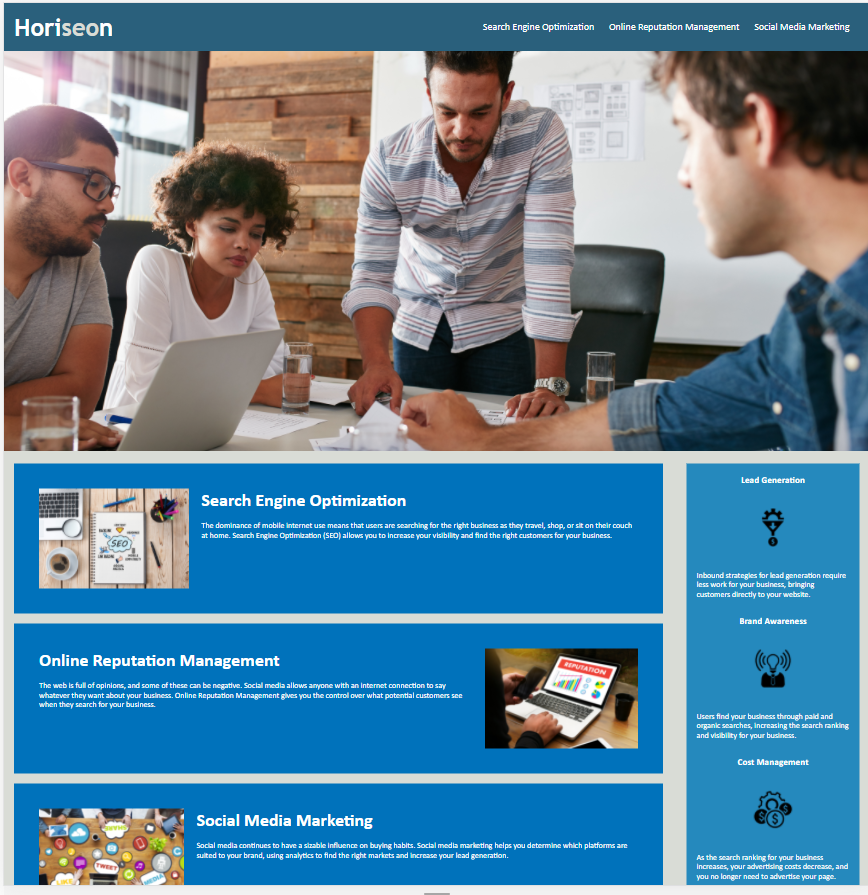 Horiseon
Search Engine Optimization Online Reputation Management Social Media Marketing
Search Engine Optimization
The dominance of mobile internet use means that users are searching for the right business as they travel, shop, or sit on their couch
at home. Search Engine Optimization (SEO) allows you to increase your visibility and find the right customers for your business.
SEO
Online Reputation Management
The web is full of opinions, and some of these can be negative. Social media allows anyone with an internet connection to say
whatever they want about your business. Online Reputation Management gives you the control over what potential customers see
when they search for your business.
REPUTATION
Social Media Marketing
Social media continues to have a sizable influence on buying habits. Social media marketing helps you determine which platforms are
suited to your brand, using analytics to find the right markets and increase your lead generation.
TWEET
MEDIA
LIKE
Lead Generation
Inbound strategies for lead generation require
less work for your business, bringing
customers directly to your website.
Brand Awareness
Users find your business through paid and
organic searches, increasing the search ranking
and visibility for your business.
Cost Management
As the search ranking for your business
increases, your advertising costs decrease, and
you no longer need to advertise your page.